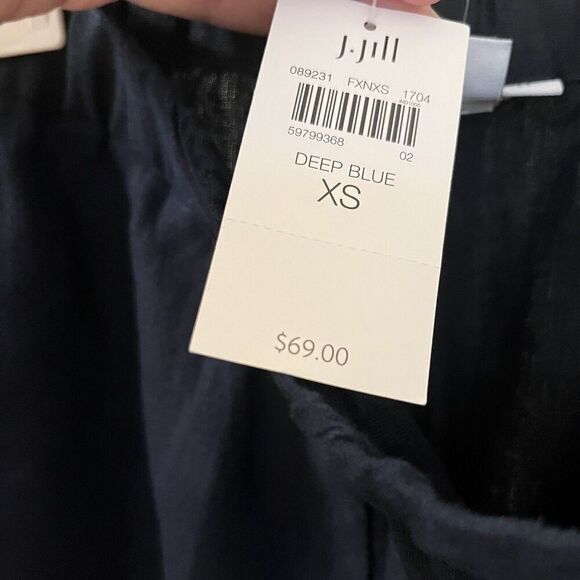 J.Jill
089231 FXNXS 1704
59799368 02
DEEP BLUE
XS
$69.00